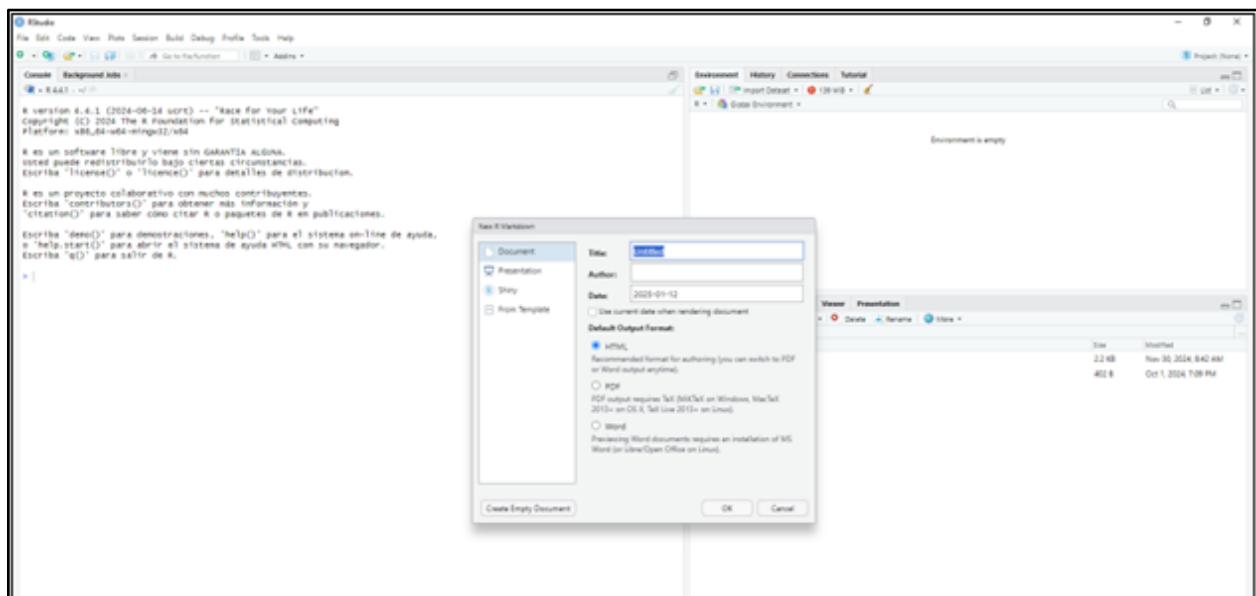 RStudio
File Edit Code View Plots Session Build Debug Profile Tools Help
Go to file/function Addins
Project: (None)
Console Background Jobs
R 4.4.1 · ~/
R version 4.4.1 (2024-06-14 ucrt) -- "Race for Your Life"
Copyright (C) 2024 The R Foundation for Statistical Computing
Platform: x86_64-w64-mingw32/x64
R es un software libre y viene sin GARANTIA ALGUNA.
Usted puede redistribuirlo bajo ciertas circunstancias.
Escriba 'license()' o 'licence()' para detalles de distribucion.
R es un proyecto colaborativo con muchos contribuyentes.
Escriba 'contributors()' para obtener más información y
'citation()' para saber cómo citar R o paquetes de R en publicaciones.
Escriba 'demo()' para demostraciones, 'help()' para el sistema on-line de ayuda,
o 'help.start()' para abrir el sistema de ayuda HTML con su navegador.
Escriba 'q()' para salir de R.
>
Environment History Connections Tutorial
Import Dataset 139 MiB List
R Global Environment
Environment is empty
New R Markdown
Document
Presentation
Shiny
From Template
Title: Untitled
Author:
Date: 2025-01-12
Use current date when rendering document
Default Output Format:
HTML
Recommended format for authoring (you can switch to PDF
or Word output anytime).
PDF
PDF output requires TeX (MiKTeX on Windows, MacTeX
2013+ on OS X, TeX Live 2013+ on Linux).
Word
Previewing Word documents requires an installation of MS
Word (or Libre/Open Office on Linux).
Create Empty Document OK Cancel
Viewer Presentation
Delete Rename More
Size Modified
2.2 KB Nov 30, 2024, 8:42 AM
402 B Oct 1, 2024, 7:09 PM